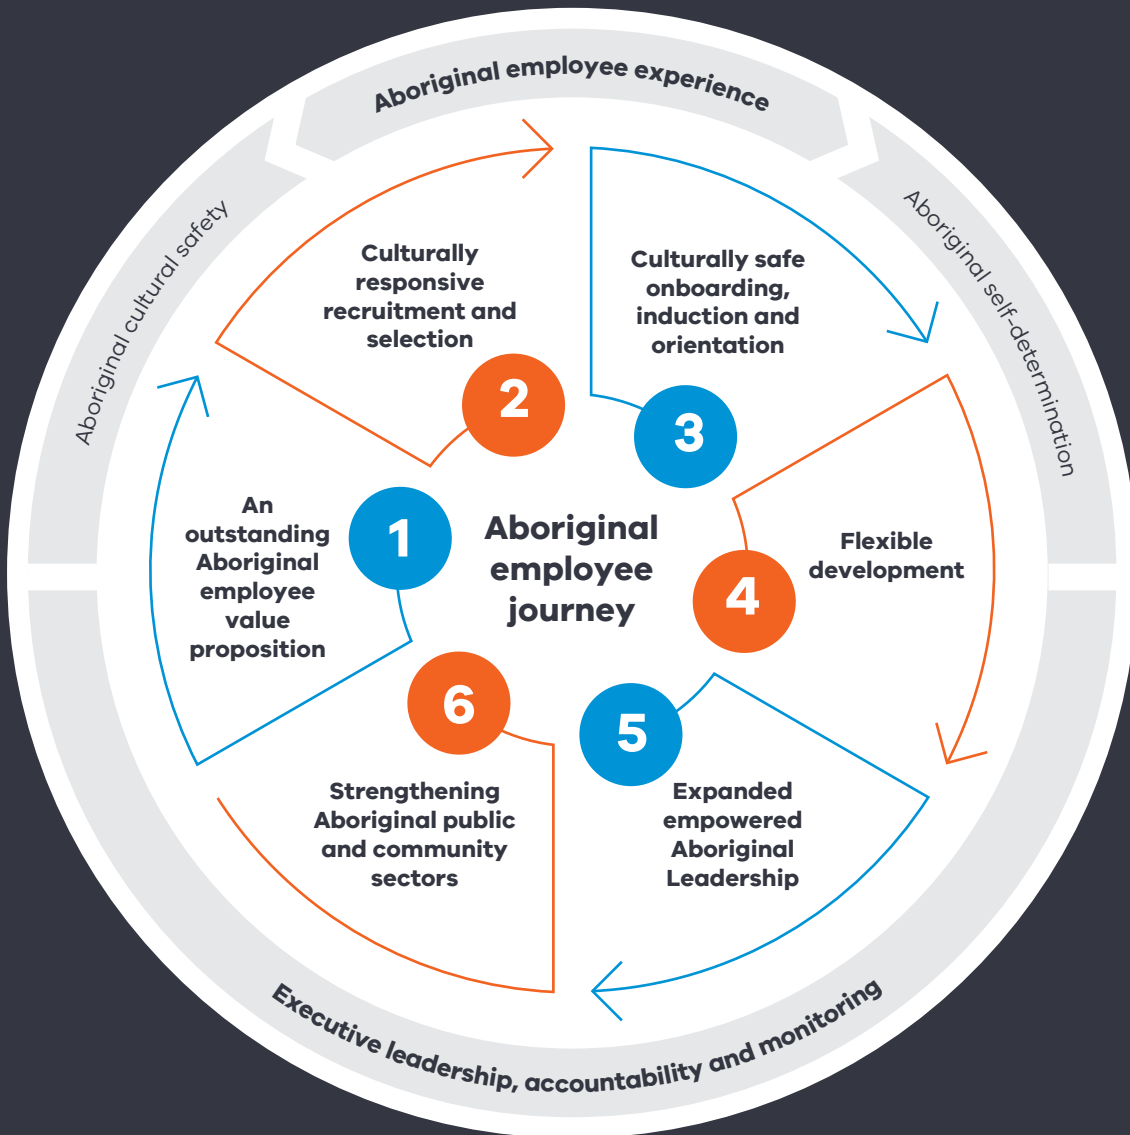 Aboriginal employee experience
Aboriginal cultural safety
Aboriginal self-determination
Culturally
responsive
recruitment and
selection
2
Culturally safe
onboarding,
induction and
orientation
3
An
outstanding
Aboriginal
employee
value
proposition
1
Aboriginal
employee
journey
Flexible
development
4
6
Strengthening
Aboriginal public
and community
sectors
5
Expanded
empowered
Aboriginal
Leadership
Executive leadership, accountability and monitoring